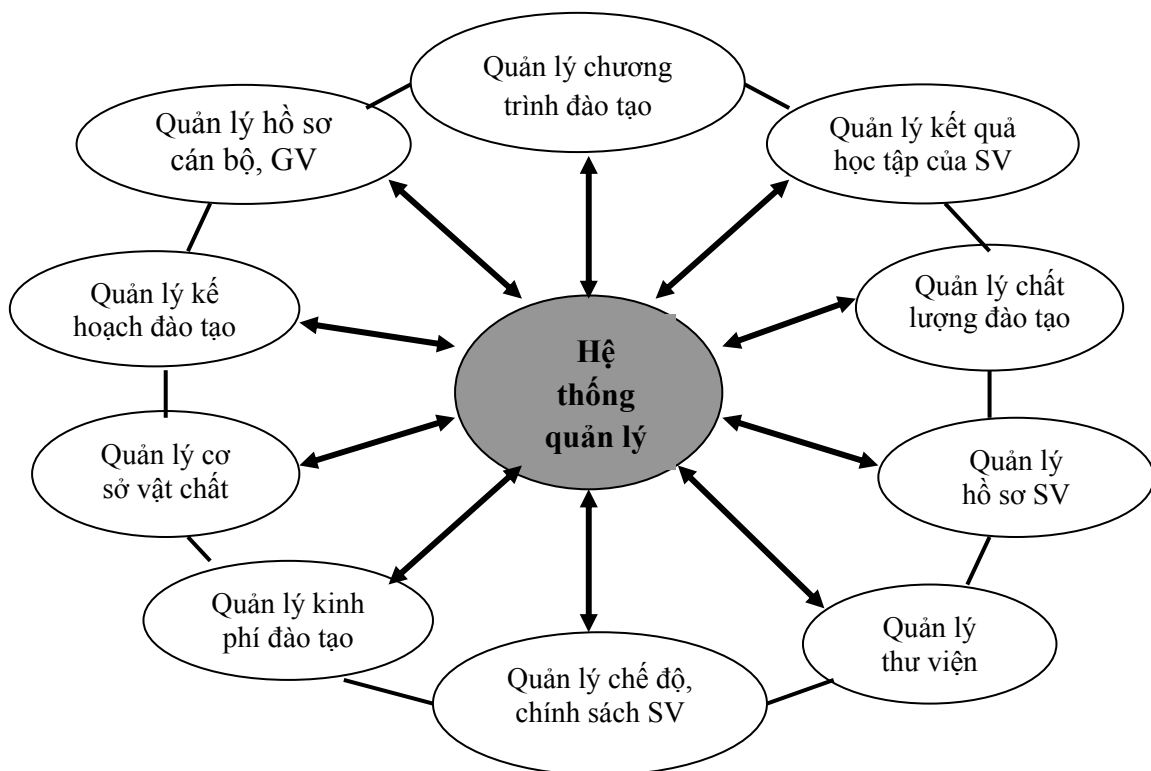 Quản lý chương
trình đào tạo
Quản lý hồ sơ
cán bộ, GV
Quản lý kết quả
học tập của SV
Quản lý kế
hoạch đào tạo
Quản lý chất
lượng đào tạo
Hệ
thống
quản lý
Quản lý cơ
sở vật chất
Quản lý
hồ sơ SV
Quản lý kinh
phí đào tạo
Quản lý
thư viện
Quản lý chế độ,
chính sách SV